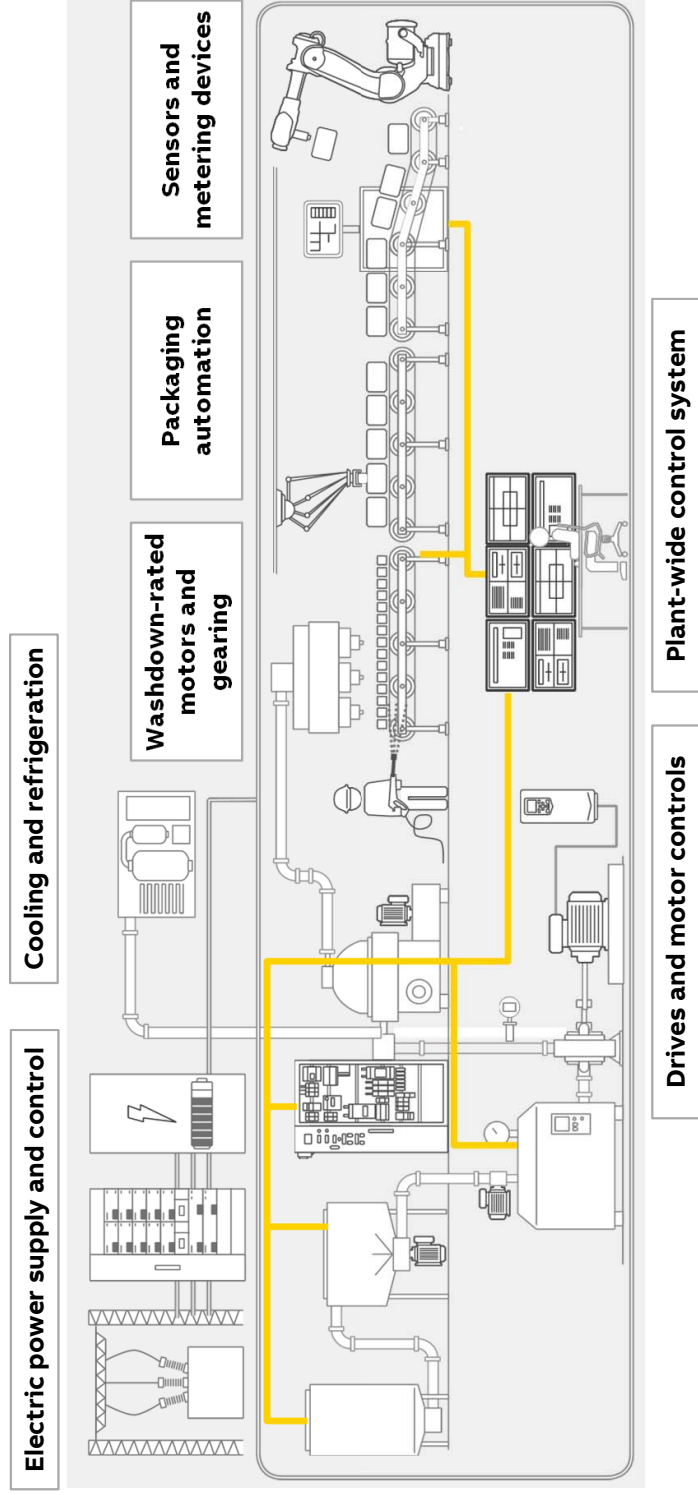 Electric power supply and control
Cooling and refrigeration
Washdown-rated
motors and
gearing
Packaging
automation
Sensors and
metering devices
Drives and motor controls
Plant-wide control system